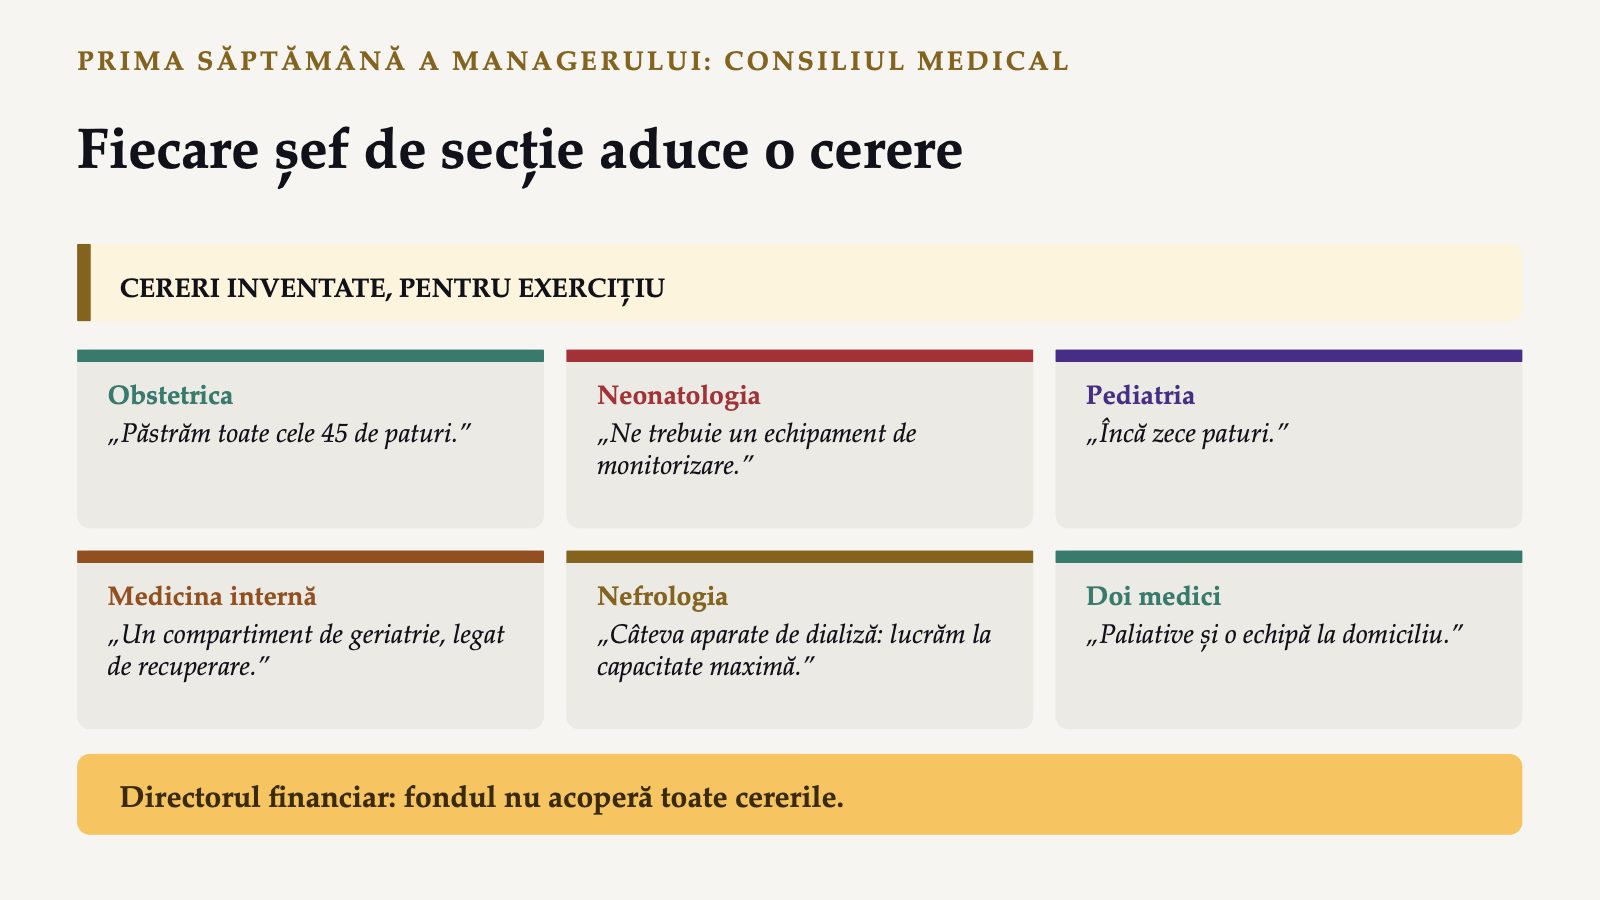 PRIMA SĂPTĂMÂNĂ A MANAGERULUI: CONSILIUL MEDICAL
Fiecare șef de secție aduce o cerere
CERERI INVENTATE, PENTRU EXERCIȚIU
Obstetrica
„Păstrăm toate cele 45 de paturi.”
Neonatologia
„Ne trebuie un echipament de
monitorizare.”
Pediatria
„Încă zece paturi.”
Medicina internă
„Un compartiment de geriatrie, legat
de recuperare.”
Nefrologia
„Câteva aparate de dializă: lucrăm la
capacitate maximă.”
Doi medici
„Paliative și o echipă la domiciliu.”
Directorul financiar: fondul nu acoperă toate cererile.